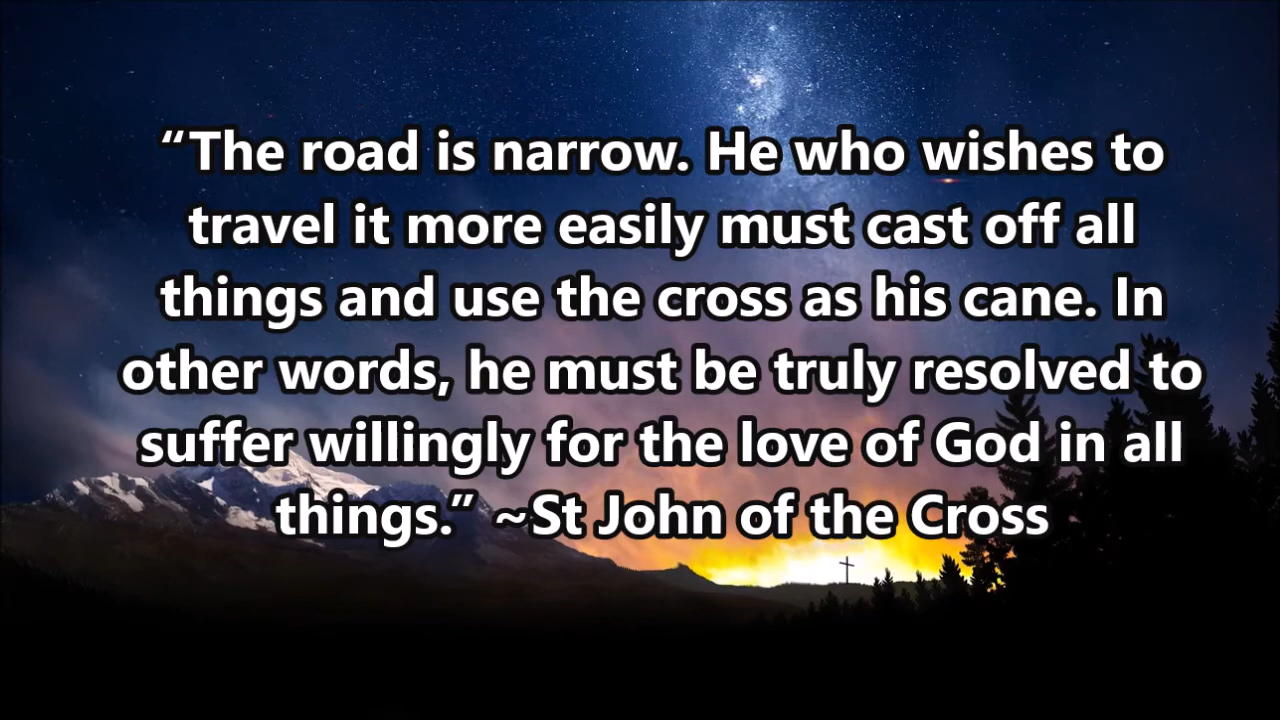 “The road is narrow. He who wishes to
travel it more easily must cast off all
things and use the cross as his cane. In
other words, he must be truly resolved to
suffer willingly for the love of God in all
things.” ~St John of the Cross